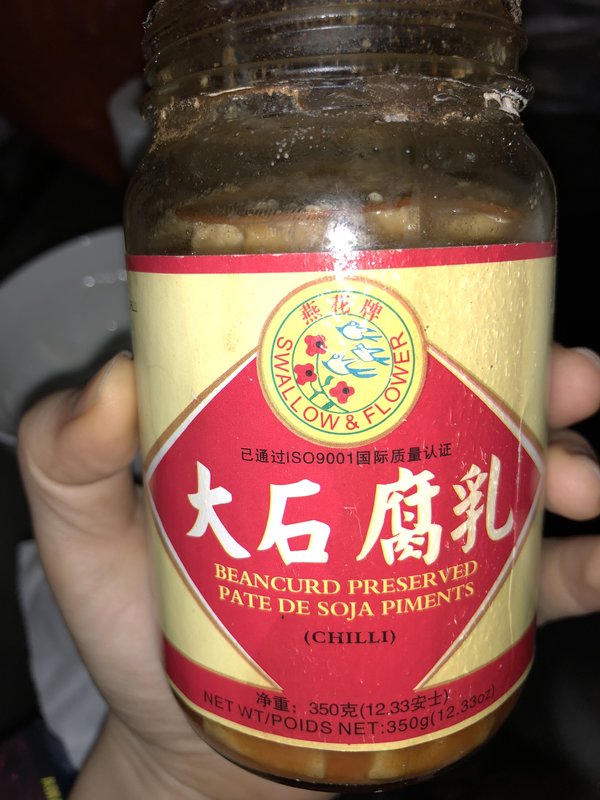 燕花牌
SWALLOW & FLOWER
已通过ISO9001国际质量认证
大石 腐乳
BEANCURD PRESERVED
PATE DE SOJA PIMENTS
(CHILLI)
净重: 350克(12.33安士)
NET WT/POIDS NET:350g(12.33oz)